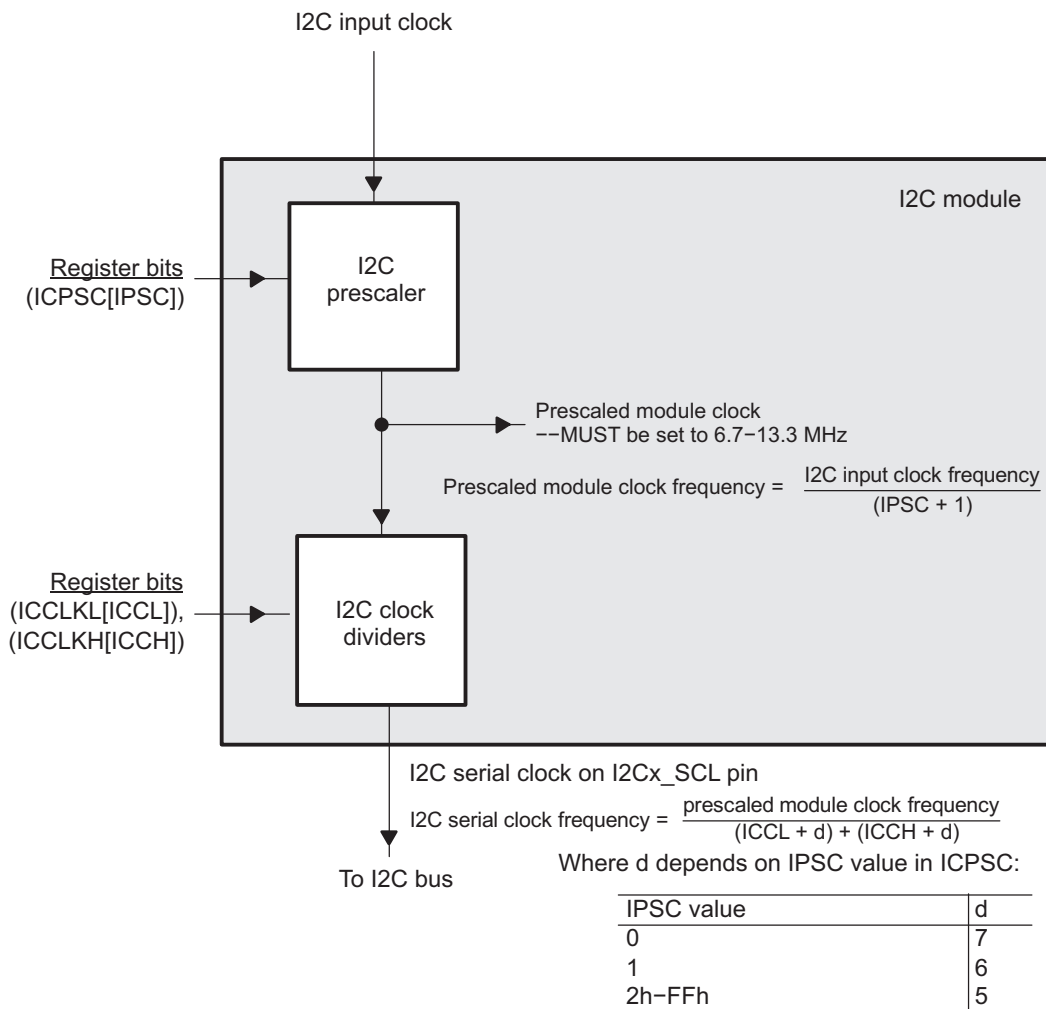 I2C input clock
I2C module
I2C
prescaler
Register bits
(ICPSC[IPSC])
Prescaled module clock
−−MUST be set to 6.7−13.3 MHz
Prescaled module clock frequency = I2C input clock frequency
(IPSC + 1)
Register bits
(ICCLKL[ICCL]),
(ICCLKH[ICCH])
I2C clock
dividers
I2C serial clock on I2Cx_SCL pin
I2C serial clock frequency = prescaled module clock frequency
(ICCL + d) + (ICCH + d)
To I2C bus
Where d depends on IPSC value in ICPSC:
IPSC value d
0 7
1 6
2h−FFh 5